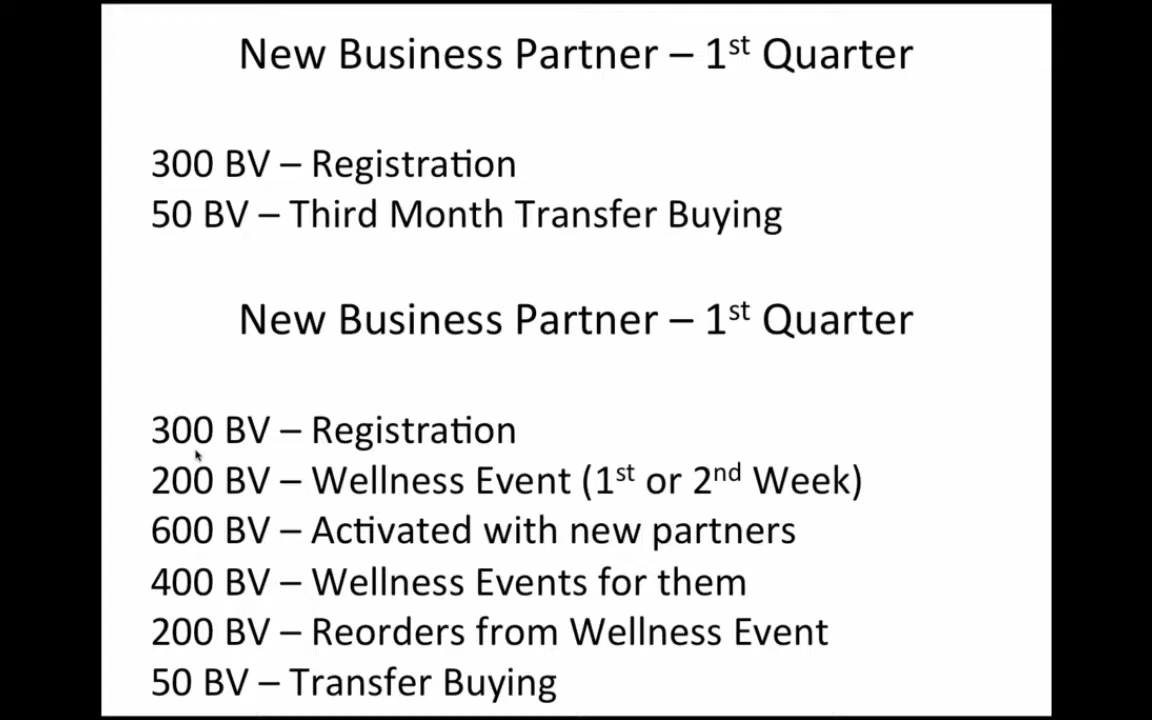 New Business Partner – 1st Quarter
300 BV – Registration
50 BV – Third Month Transfer Buying
New Business Partner – 1st Quarter
300 BV – Registration
200 BV – Wellness Event (1st or 2nd Week)
600 BV – Activated with new partners
400 BV – Wellness Events for them
200 BV – Reorders from Wellness Event
50 BV – Transfer Buying